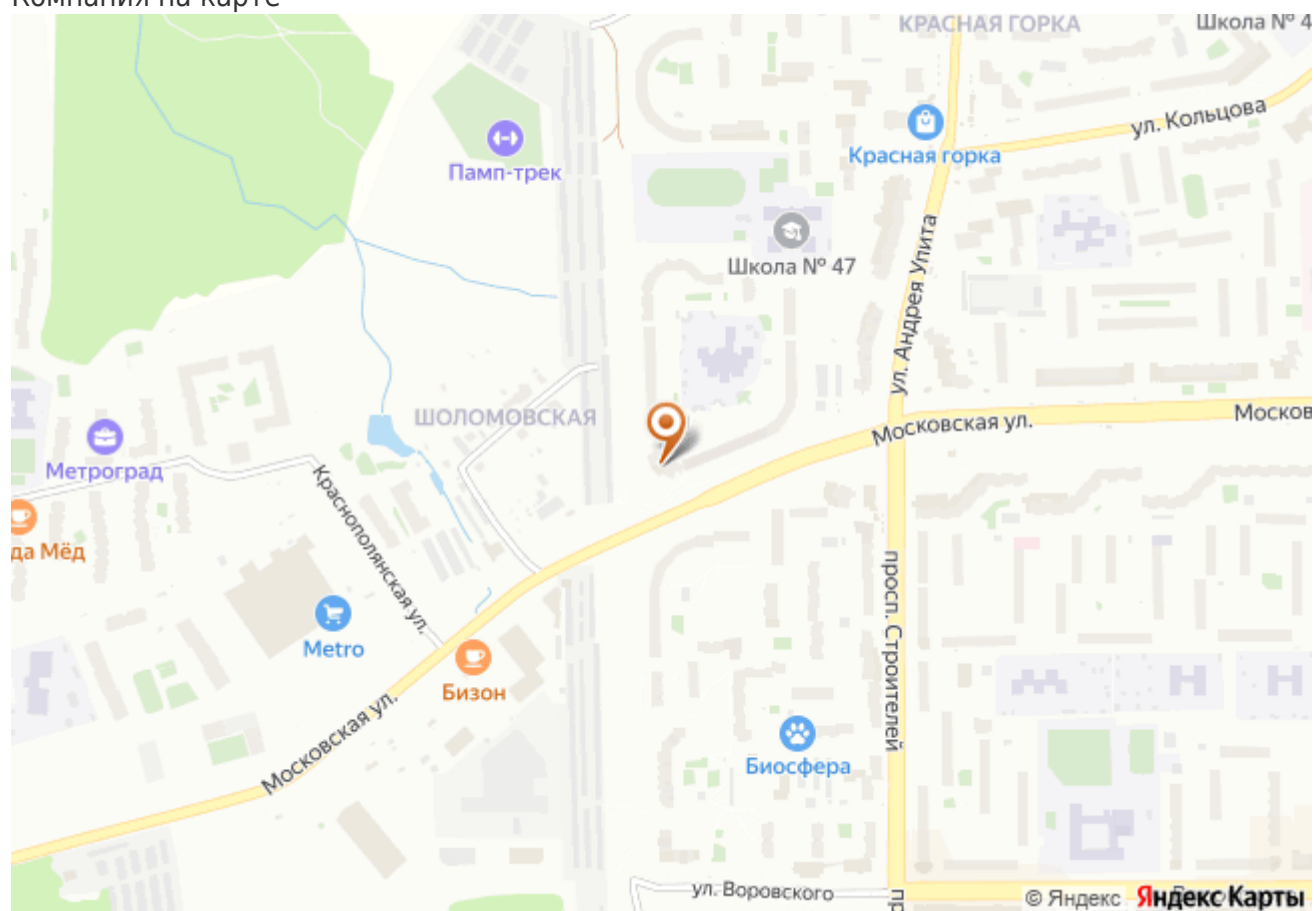 Компания на карте
КРАСНАЯ ГОРКА
Школа № 4
ул. Кольцова
Красная горка
Памп-трек
Школа № 47
ул. Андрея Упита
ШОЛОМОВСКАЯ
Московская ул.
Москов
Метроград
Краснополянская ул.
да Мёд
просп. Строителей
Metro
Бизон
Московская ул.
Биосфера
ул. Воровского
пр
© Яндекс Яндекс Карты